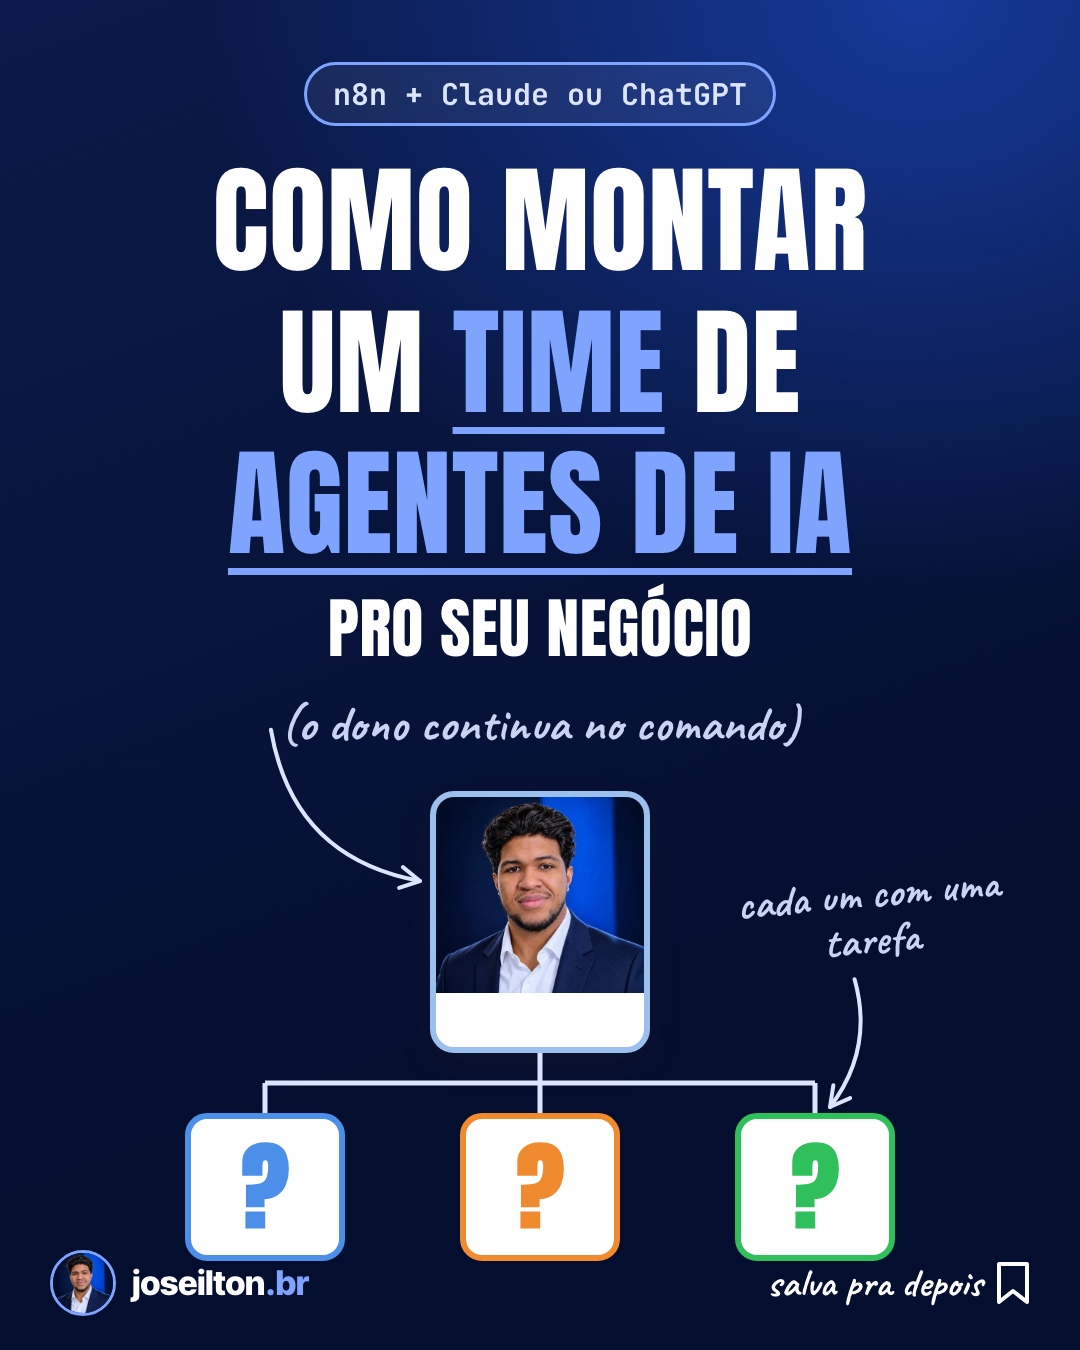 n8n + Claude ou ChatGPT
COMO MONTAR
UM TIME DE
AGENTES DE IA
PRO SEU NEGÓCIO
(o dono continua no comando)
cada um com uma
tarefa
? ? ?
joseilton.br
salva pra depois